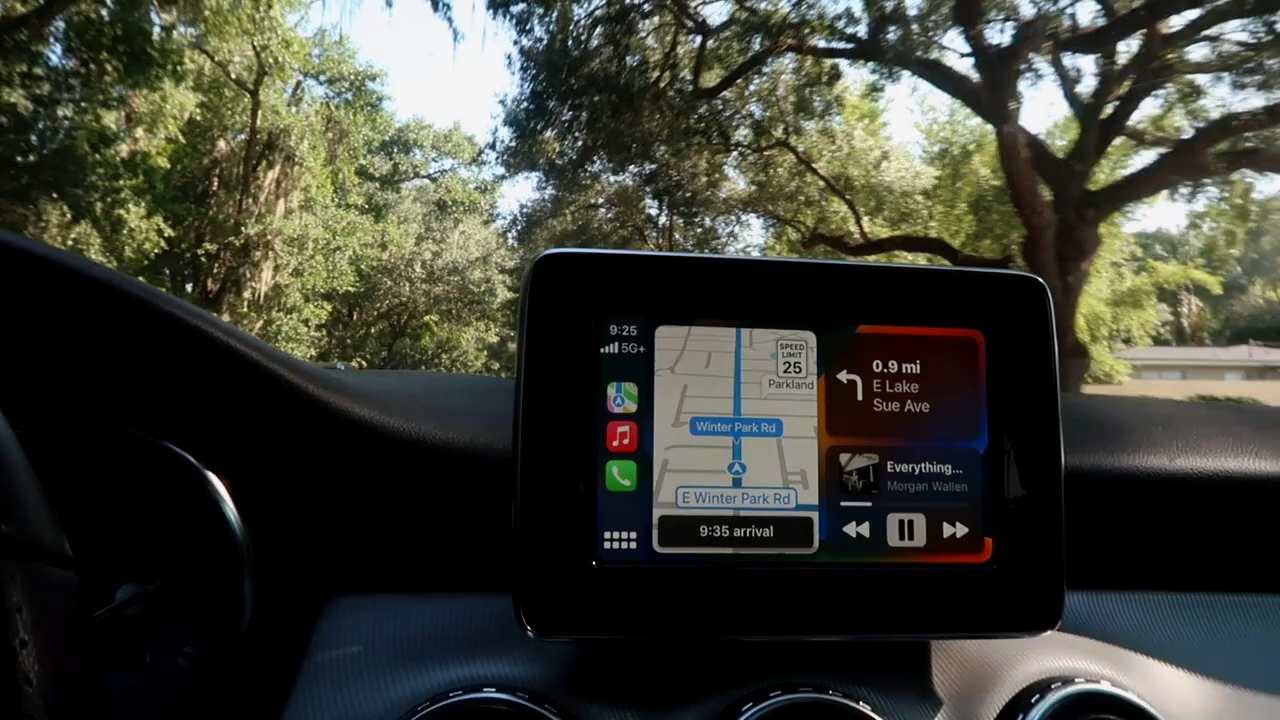 9:25
5G+
SPEED
LIMIT
25
Parkland
Winter Park Rd
E Winter Park Rd
9:35 arrival
0.9 mi
E Lake
Sue Ave
Everything...
Morgan Wallen